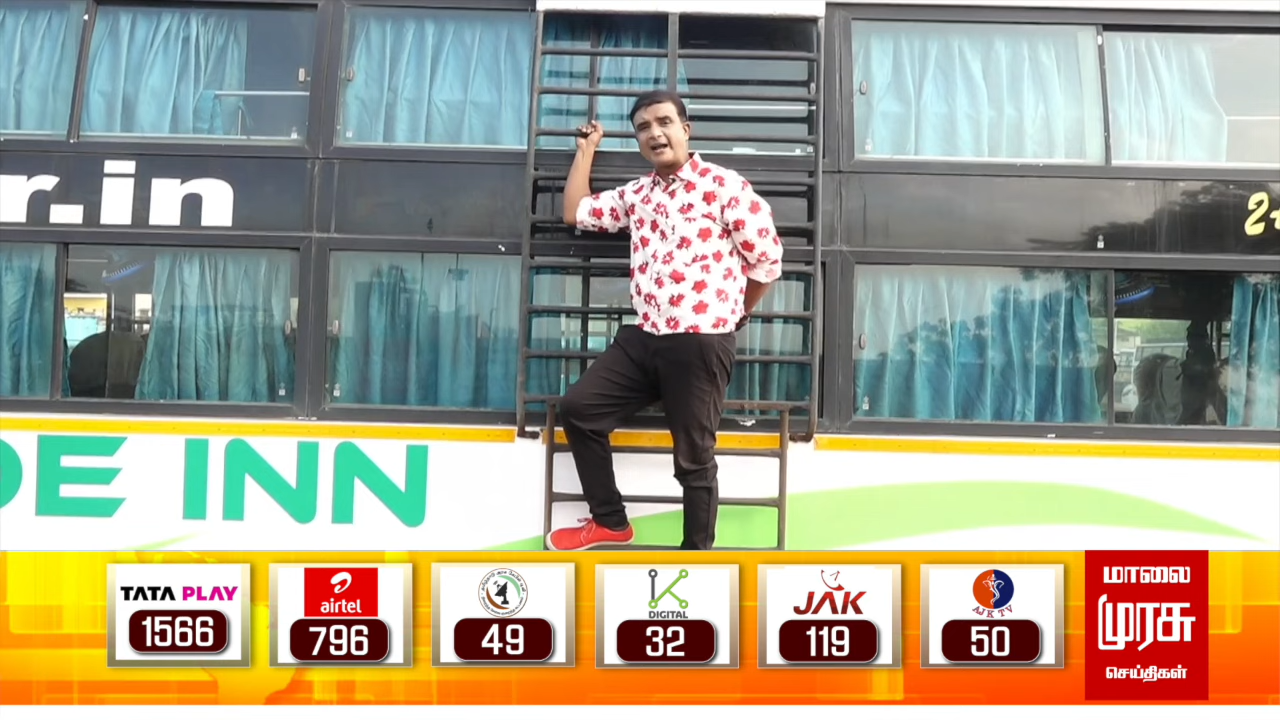 r.in
DE INN
TATA PLAY
1566
airtel
796
49
K DIGITAL
32
JAK
119
AJK TV
50
மாலை
முரசு
செய்திகள்